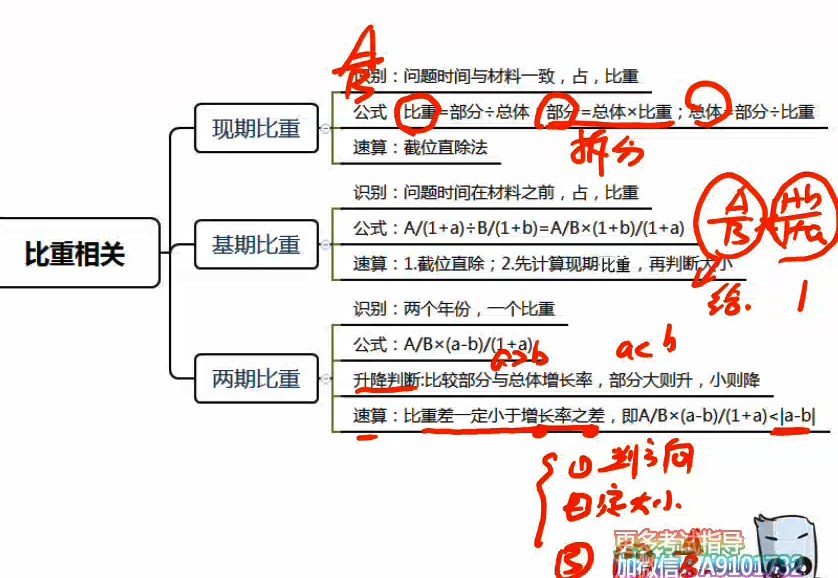 比重相关
现期比重
识别：问题时间与材料一致，占，比重
公式：比重=部分÷总体 部分=总体×比重；总体=部分÷比重
速算：截位直除法
A/B
拆分
基期比重
识别：问题时间在材料之前，占，比重
公式：A/(1+a)÷B/(1+b)=A/B×(1+b)/(1+a)
速算：1.截位直除；2.先计算现期比重，再判断大小
A/B × 1+b/1+a
给.
1
两期比重
识别：两个年份，一个比重
公式：A/B×(a-b)/(1+a)
a>b
a<b
升降判断:比较部分与总体增长率，部分大则升，小则降
速算：比重差一定小于增长率之差，即A/B×(a-b)/(1+a)<|a-b|
① 判方向
定大小
③
A
更多考试指导
加微信：A9101732